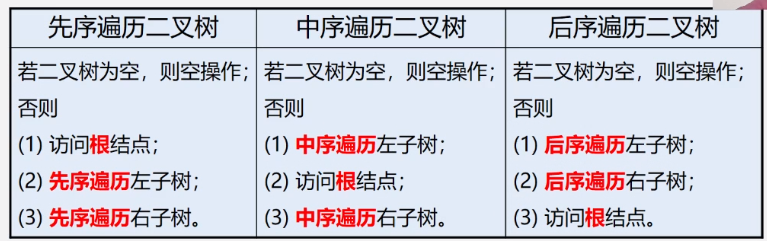 先序遍历二叉树
若二叉树为空，则空操作；
否则
(1) 访问根结点；
(2) 先序遍历左子树；
(3) 先序遍历右子树。
中序遍历二叉树
若二叉树为空，则空操作；
否则
(1) 中序遍历左子树；
(2) 访问根结点；
(3) 中序遍历右子树。
后序遍历二叉树
若二叉树为空，则空操作；
否则
(1) 后序遍历左子树；
(2) 后序遍历右子树；
(3) 访问根结点。